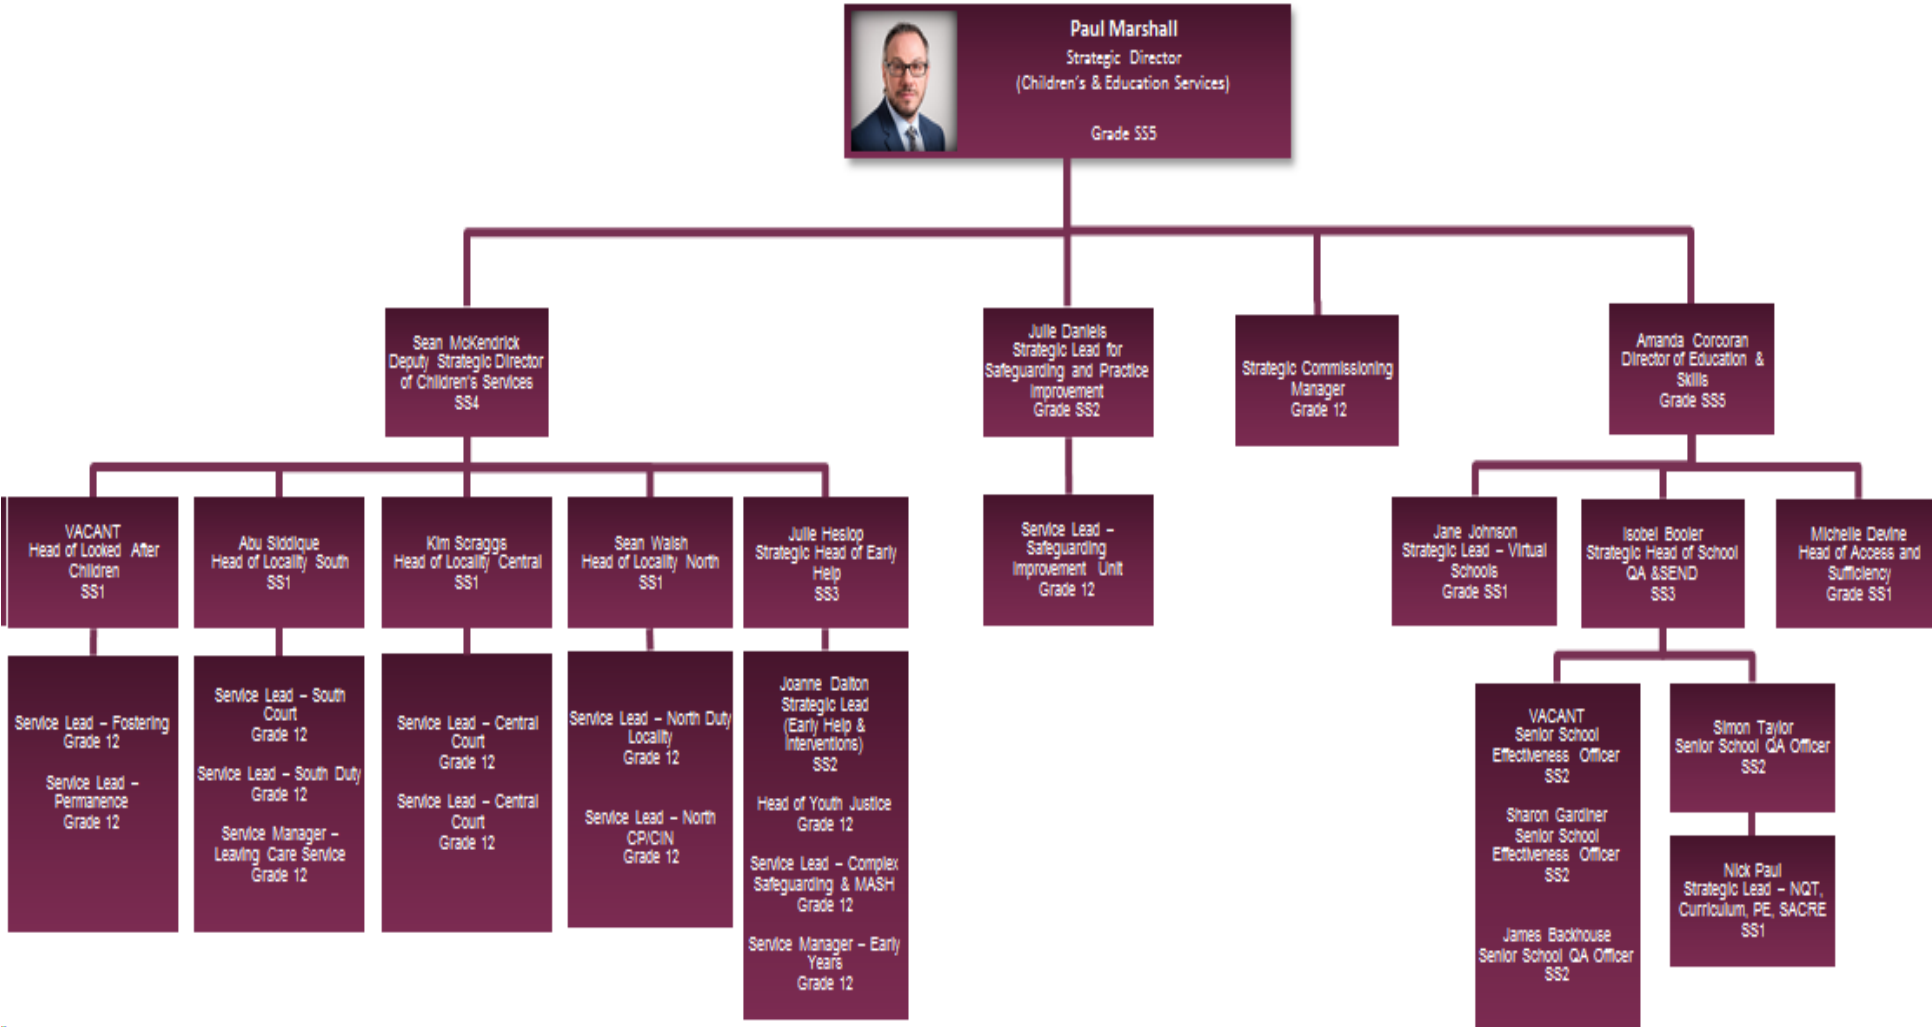 Paul Marshall
Strategic Director
(Children's & Education Services)
Grade SS5
Sean McKendrick
Deputy Strategic Director
of Children's Services
SS4
Julie Daniels
Strategic Lead for
Safeguarding and Practice
Improvement
Grade SS2
Strategic Commissioning
Manager
Grade 12
Amanda Corcoran
Director of Education &
Skills
Grade SS5
VACANT
Head of Looked After
Children
SS1
Abu Siddique
Head of Locality South
SS1
Kim Scraggs
Head of Locality Central
SS1
Sean Walsh
Head of Locality North
SS1
Julie Heslop
Strategic Head of Early
Help
SS3
Service Lead –
Safeguarding
Improvement Unit
Grade 12
Jane Johnson
Strategic Lead – Virtual
Schools
Grade SS1
Isobel Booler
Strategic Head of School
QA &SEND
SS3
Michelle Devine
Head of Access and
Sufficiency
Grade SS1
Service Lead – Fostering
Grade 12
Service Lead –
Permanence
Grade 12
Service Lead – South
Court
Grade 12
Service Lead – South Duty
Grade 12
Service Manager –
Leaving Care Service
Grade 12
Service Lead – Central
Court
Grade 12
Service Lead – Central
Court
Grade 12
Service Lead – North Duty
Locality
Grade 12
Service Lead – North
CP/CIN
Grade 12
Joanne Dalton
Strategic Lead
(Early Help &
Interventions)
SS2
Head of Youth Justice
Grade 12
Service Lead – Complex
Safeguarding & MASH
Grade 12
Service Manager – Early
Years
Grade 12
VACANT
Senior School
Effectiveness Officer
SS2
Sharon Gardiner
Senior School
Effectiveness Officer
SS2
James Backhouse
Senior School QA Officer
SS2
Simon Taylor
Senior School QA Officer
SS2
Nick Paul
Strategic Lead – NQT,
Curriculum, PE, SACRE
SS1